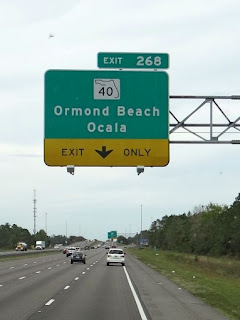 EXIT 268
40
Ormond Beach
Ocala
EXIT ONLY